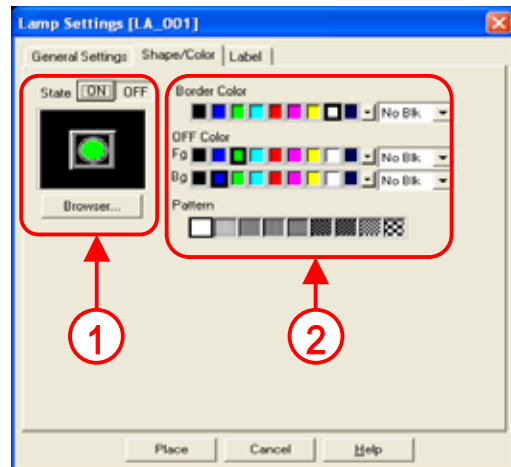 Lamp Settings [LA_001]
General Settings Shape/Color Label
State ON OFF
Browser...
Border Color
No Blk
OFF Color
Fg No Blk
Bg No Blk
Pattern
1
2
Place Cancel Help